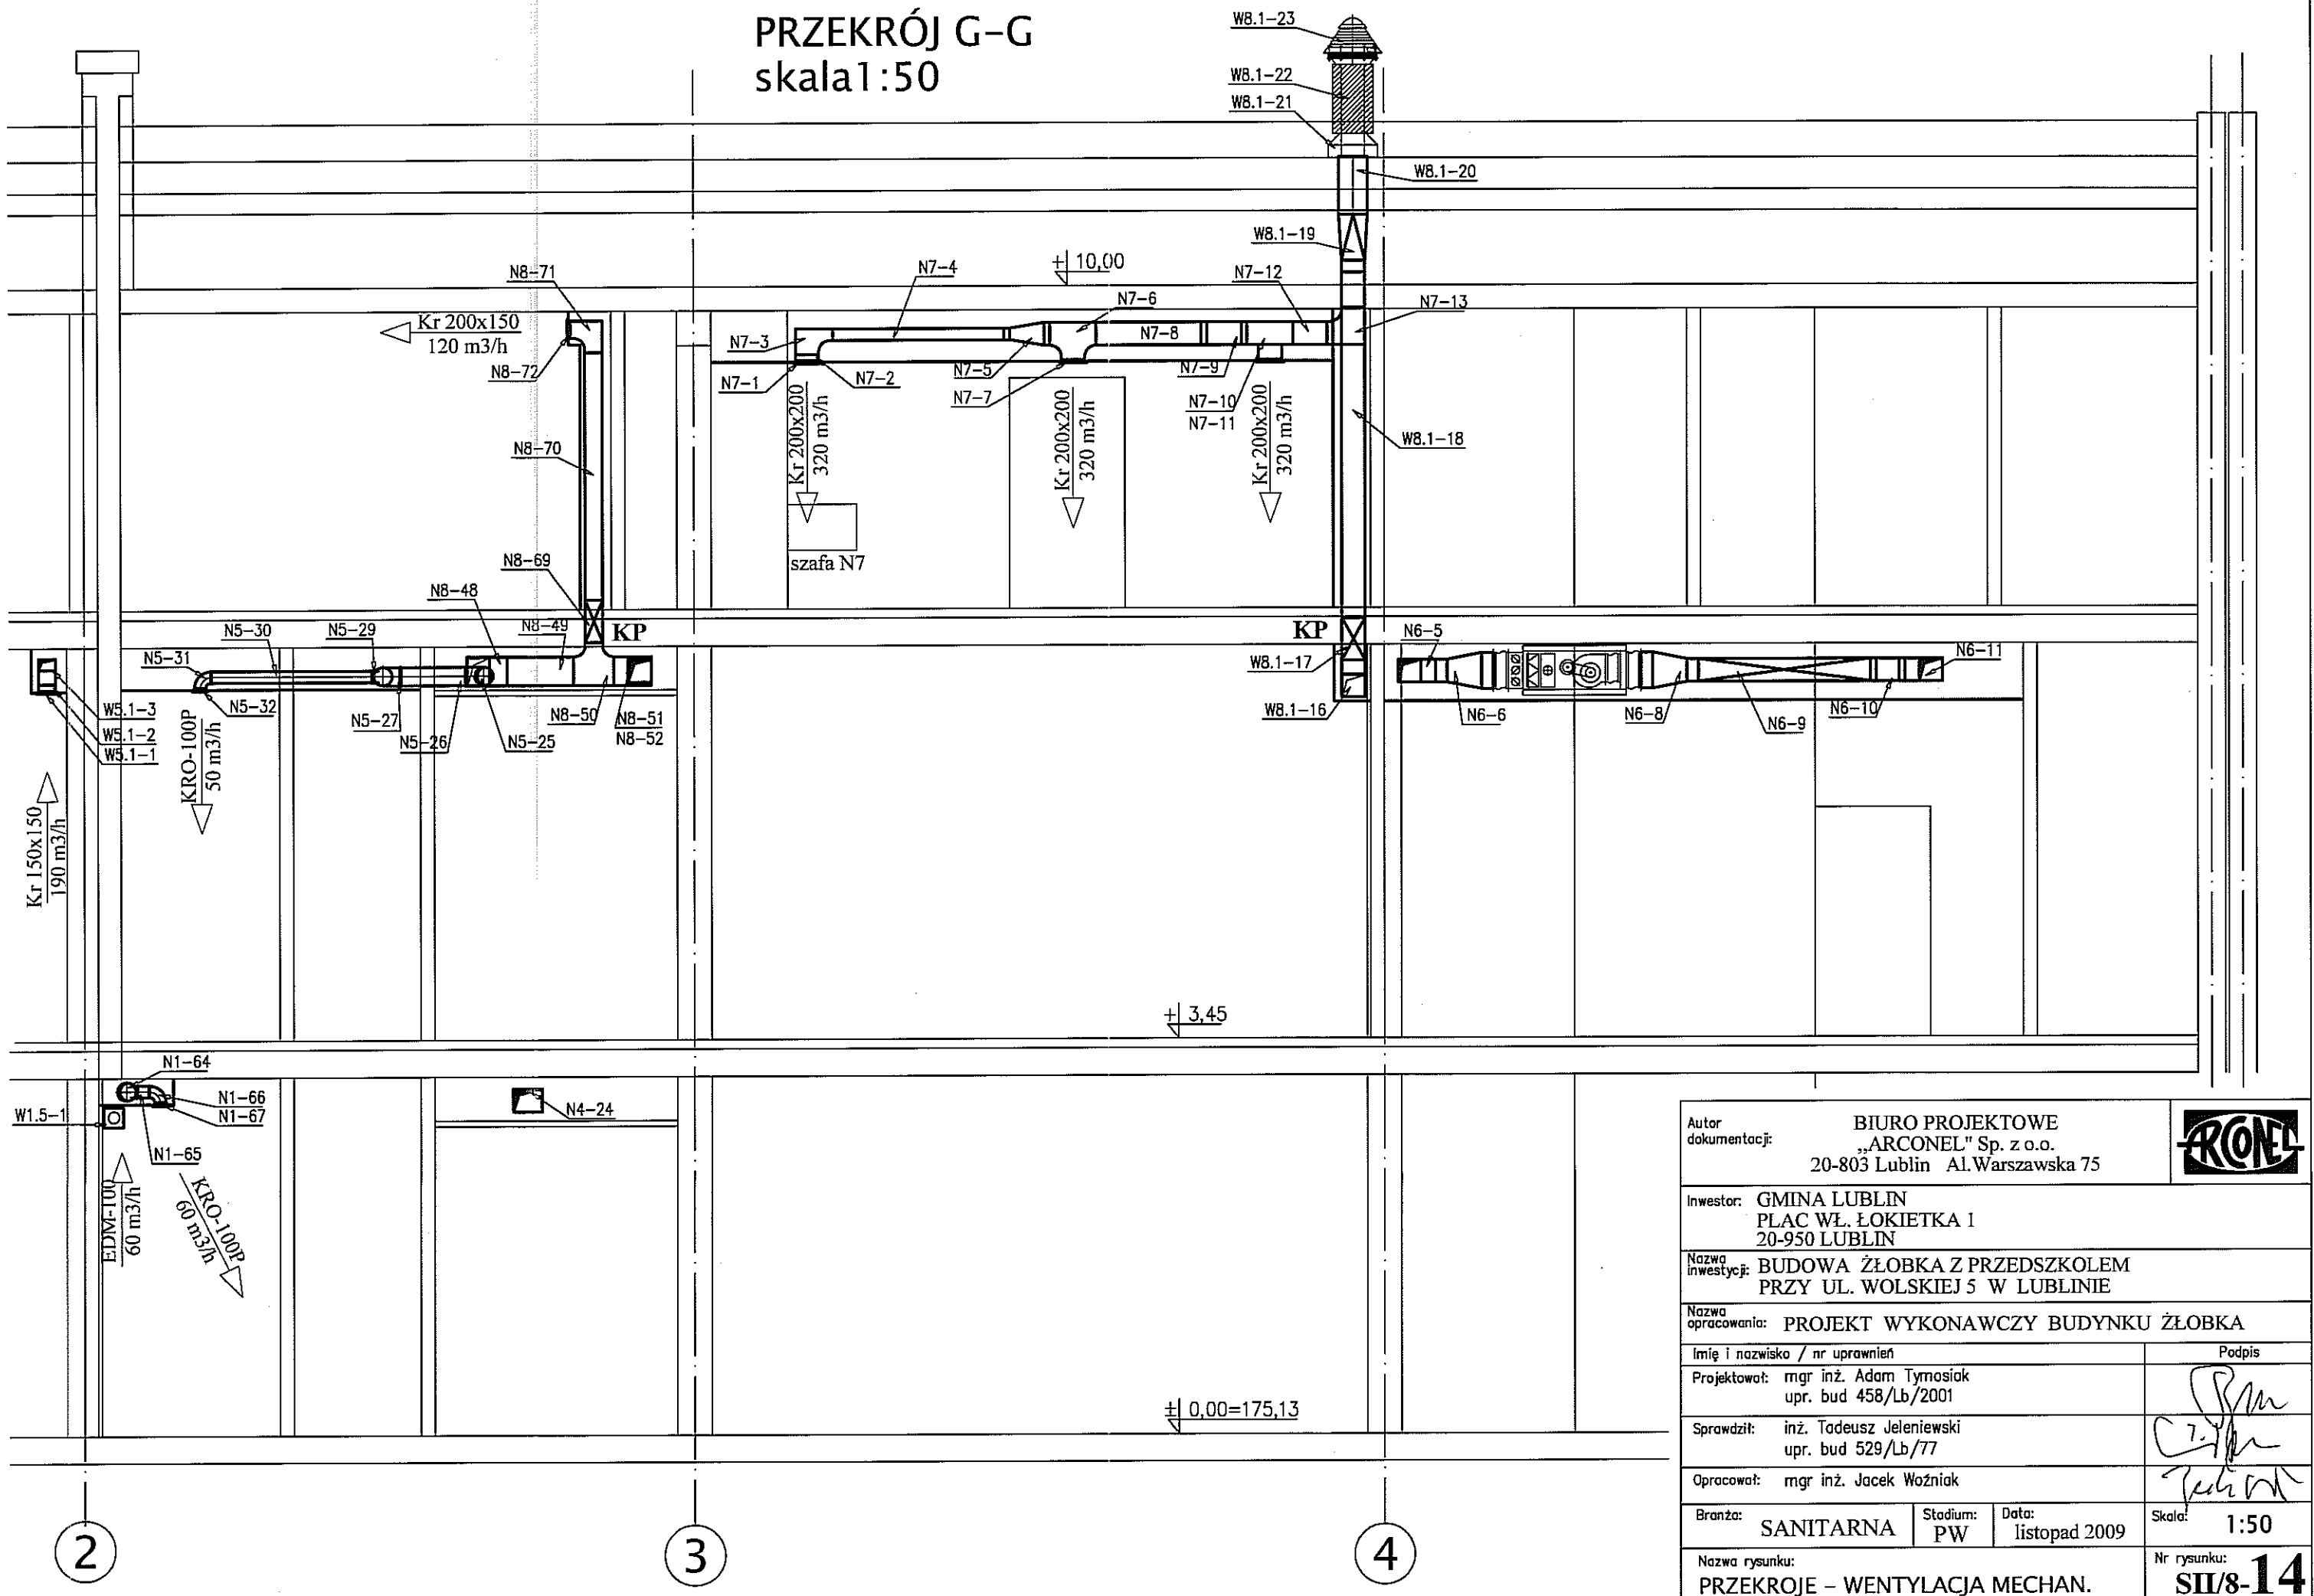 PRZEKRÓJ G-G
skala1:50
W8.1-23
W8.1-22
W8.1-21
W8.1-20
W8.1-19
+ 10,00
N8-71
N7-4
N7-6
N7-12
N7-13
Kr 200x150
120 m3/h
N7-3
N7-8
N8-72
N7-1
N7-2
N7-5
N7-7
N7-9
N7-10
N7-11
Kr 200x200
320 m3/h
Kr 200x200
320 m3/h
Kr 200x200
320 m3/h
W8.1-18
N8-70
szafa N7
N8-69
N8-48
N8-49
KP
KP
N5-30
N5-29
N5-31
N5-32
N5-27
N5-26
N5-25
N8-50
N8-51
N8-52
W5.1-3
W5.1-2
W5.1-1
KRO-100P
50 m3/h
Kr 150x150
190 m3/h
W8.1-17
W8.1-16
N6-5
N6-6
N6-8
N6-9
N6-10
N6-11
+ 3,45
N1-64
N1-66
N1-67
N1-65
W1.5-1
N4-24
EDM-100
60 m3/h
KRO-100P
60 m3/h
± 0,00=175,13
2
3
4
Autor
dokumentacji:
BIURO PROJEKTOWE
„ARCONEL" Sp. z o.o.
20-803 Lublin Al.Warszawska 75
ARCONEL
Inwestor: GMINA LUBLIN
PLAC WŁ. ŁOKIETKA 1
20-950 LUBLIN
Nazwa
inwestycji: BUDOWA ŻŁOBKA Z PRZEDSZKOLEM
PRZY UL. WOLSKIEJ 5 W LUBLINIE
Nazwa
opracowania: PROJEKT WYKONAWCZY BUDYNKU ŻŁOBKA
Imię i nazwisko / nr uprawnień
Podpis
Projektował: mgr inż. Adam Tymosiak
upr. bud 458/Lb/2001
Sprawdził: inż. Tadeusz Jeleniewski
upr. bud 529/Lb/77
Opracował: mgr inż. Jacek Woźniak
Branża: SANITARNA
Stadium: PW
Data: listopad 2009
Skala: 1:50
Nazwa rysunku:
PRZEKROJE – WENTYLACJA MECHAN.
Nr rysunku:
SII/8-14